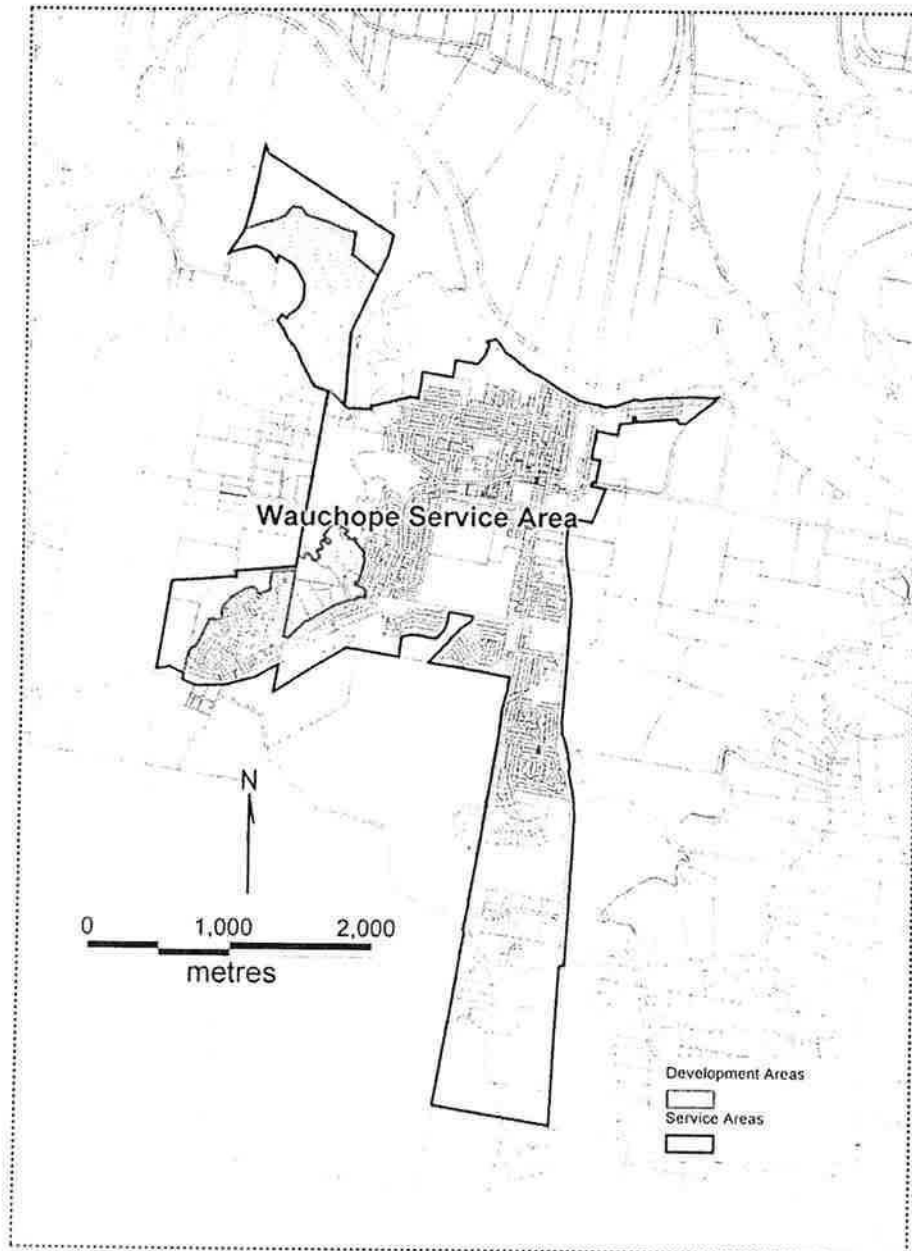 Wauchope Service Area
N
0 1,000 2,000
metres
Development Areas
Service Areas